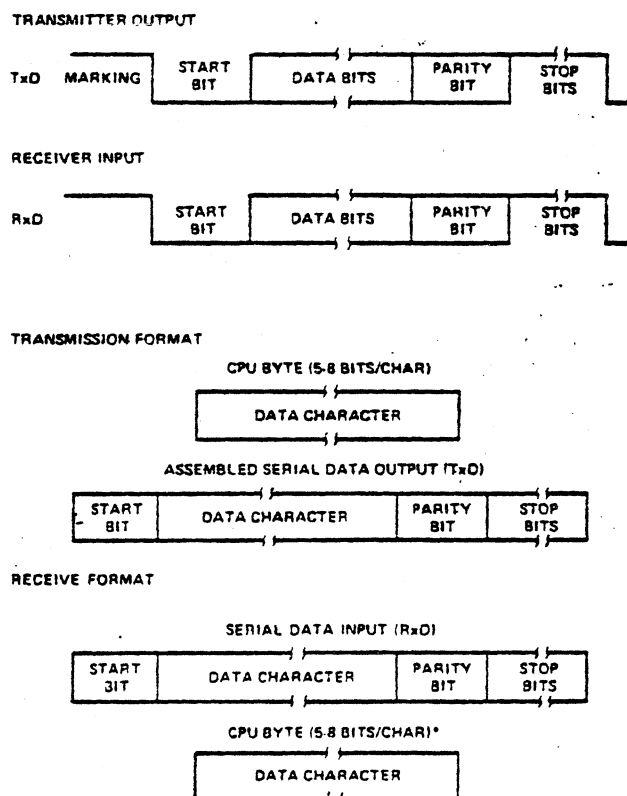 TRANSMITTER OUTPUT
TxD MARKING START BIT DATA BITS PARITY BIT STOP BITS
RECEIVER INPUT
RxD START BIT DATA BITS PARITY BIT STOP BITS
TRANSMISSION FORMAT
CPU BYTE (5-8 BITS/CHAR)
DATA CHARACTER
ASSEMBLED SERIAL DATA OUTPUT (TxD)
START BIT DATA CHARACTER PARITY BIT STOP BITS
RECEIVE FORMAT
SERIAL DATA INPUT (RxD)
START BIT DATA CHARACTER PARITY BIT STOP BITS
CPU BYTE (5-8 BITS/CHAR)*
DATA CHARACTER